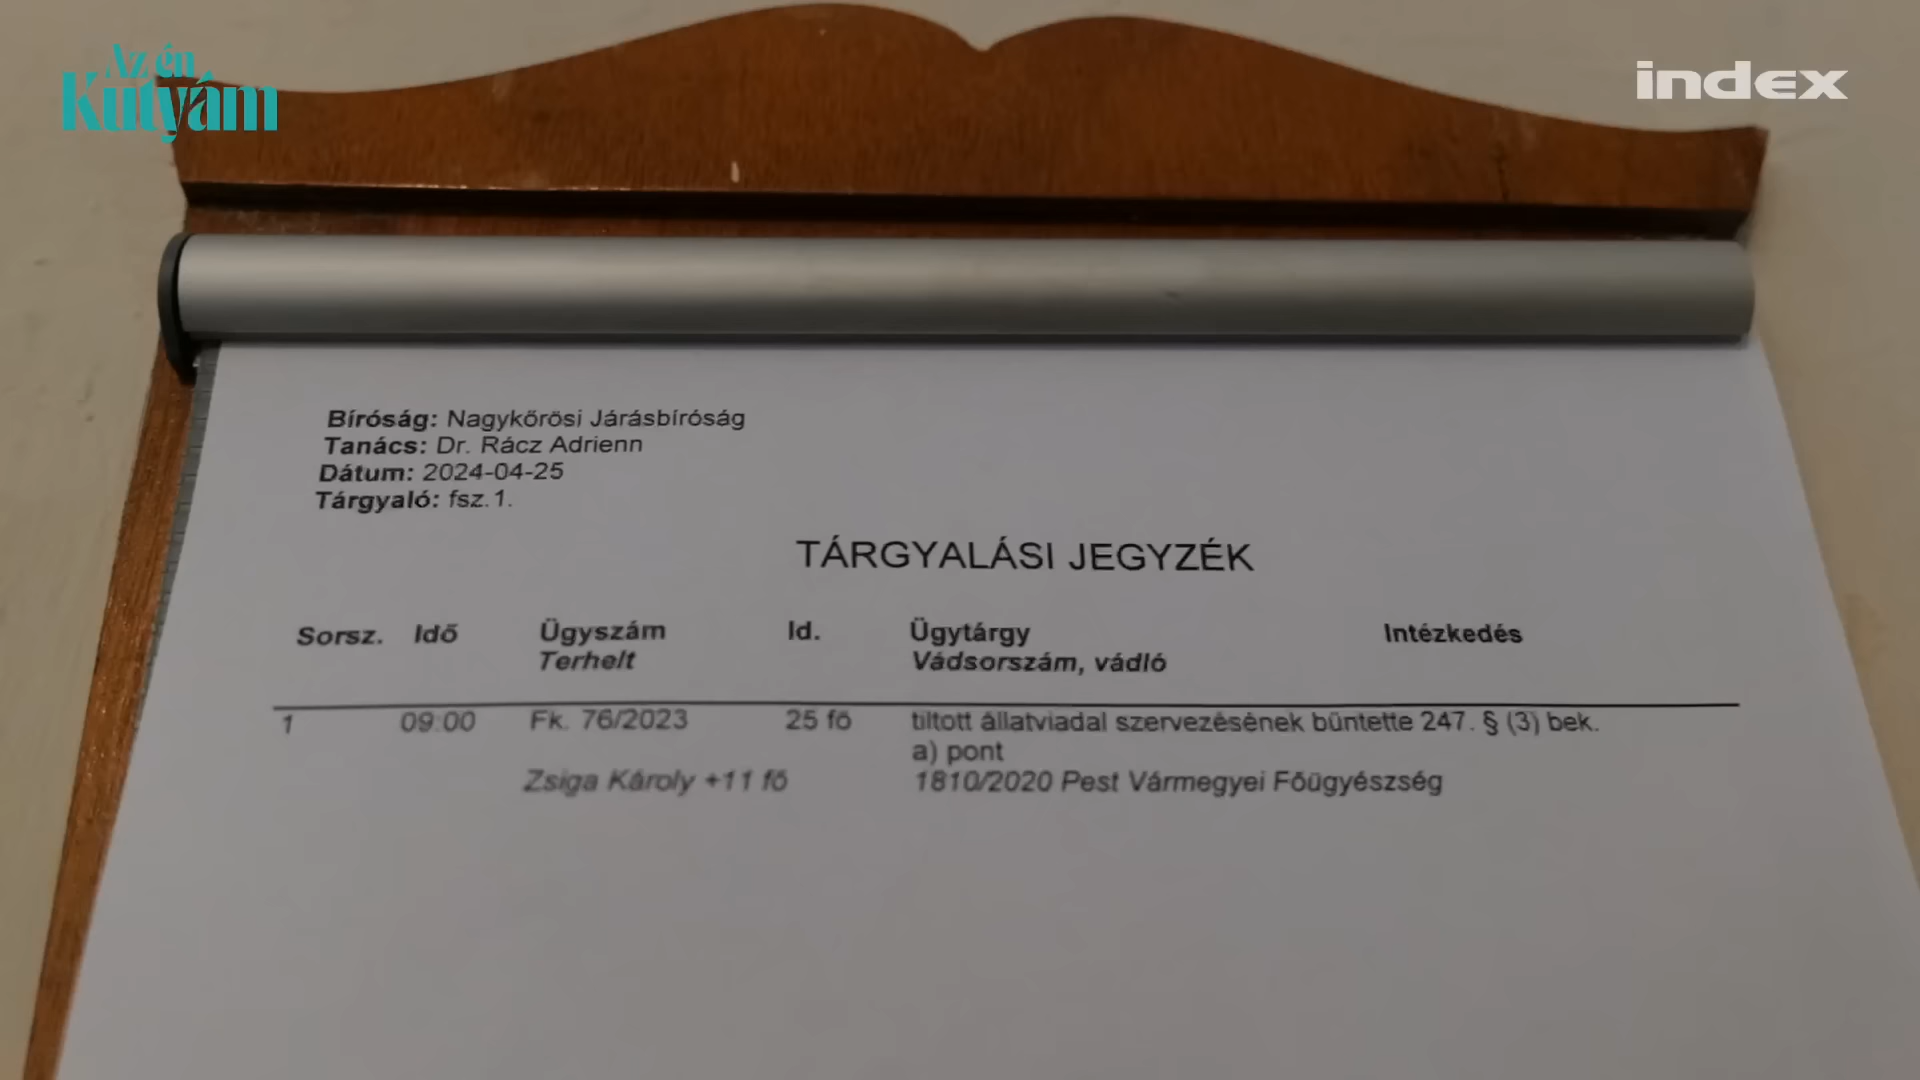 Az én
Kutyám
index
Bíróság: Nagykőrösi Járásbíróság
Tanács: Dr. Rácz Adrienn
Dátum: 2024-04-25
Tárgyaló: fsz.1.
TÁRGYALÁSI JEGYZÉK
Sorsz. Idő Ügyszám Id. Ügytárgy Intézkedés
Terhelt Vádsorszám, vádló
1 09:00 Fk. 76/2023 25 fő tiltott állatviadal szervezésének bűntette 247. § (3) bek.
a) pont
Zsiga Károly +11 fő 1810/2020 Pest Vármegyei Főügyészség